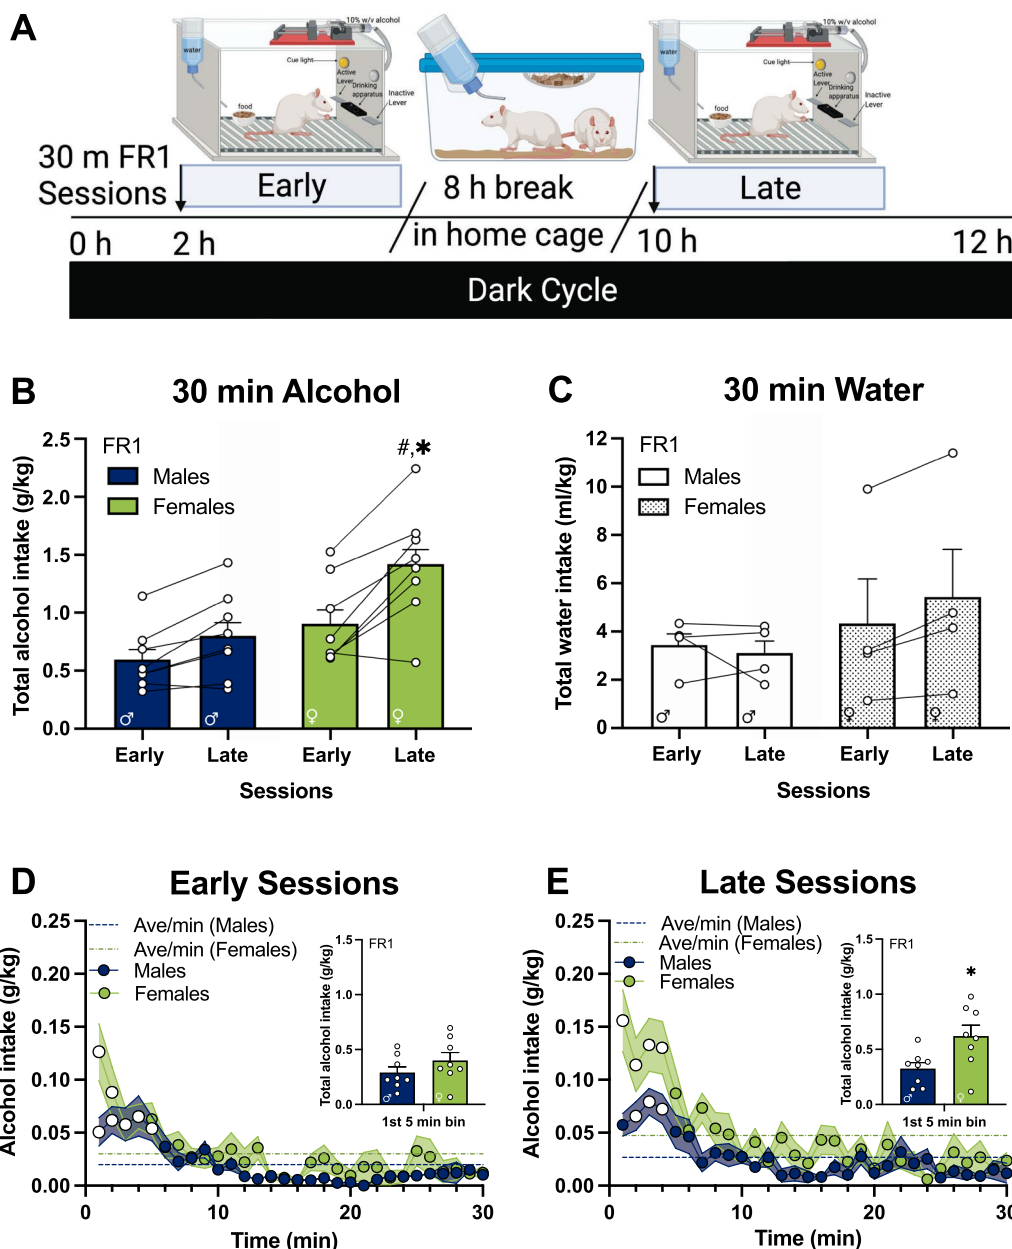 A
water
10% w/v alcohol
Cue light
Active
Lever
Drinking
apparatus
Inactive
Lever
food
water
10% w/v alcohol
Cue light
Active
Lever
Drinking
apparatus
Inactive
Lever
food
30 m FR1
Sessions
Early
8 h break
in home cage
Late
0 h
2 h
10 h
12 h
Dark Cycle
B
30 min Alcohol
Total alcohol intake (g/kg)
2.5
2.0
1.5
1.0
0.5
0.0
FR1
Males
Females
#,*
♂
♂
♀
♀
Early
Late
Early
Late
Sessions
C
30 min Water
Total water intake (ml/kg)
12
10
8
6
4
2
0
FR1
Males
Females
♂
♂
♀
♀
Early
Late
Early
Late
Sessions
D
Early Sessions
Alcohol intake (g/kg)
0.25
0.20
0.15
0.10
0.05
0.00
Ave/min (Males)
Ave/min (Females)
Males
Females
Total alcohol intake (g/kg)
1.5
1.0
0.5
0.0
FR1
♂
♀
1st 5 min bin
0
10
20
30
Time (min)
E
Late Sessions
Alcohol intake (g/kg)
0.25
0.20
0.15
0.10
0.05
0.00
Ave/min (Males)
Ave/min (Females)
Males
Females
Total alcohol intake (g/kg)
1.5
1.0
0.5
0.0
FR1
*
♂
♀
1st 5 min bin
0
10
20
30
Time (min)